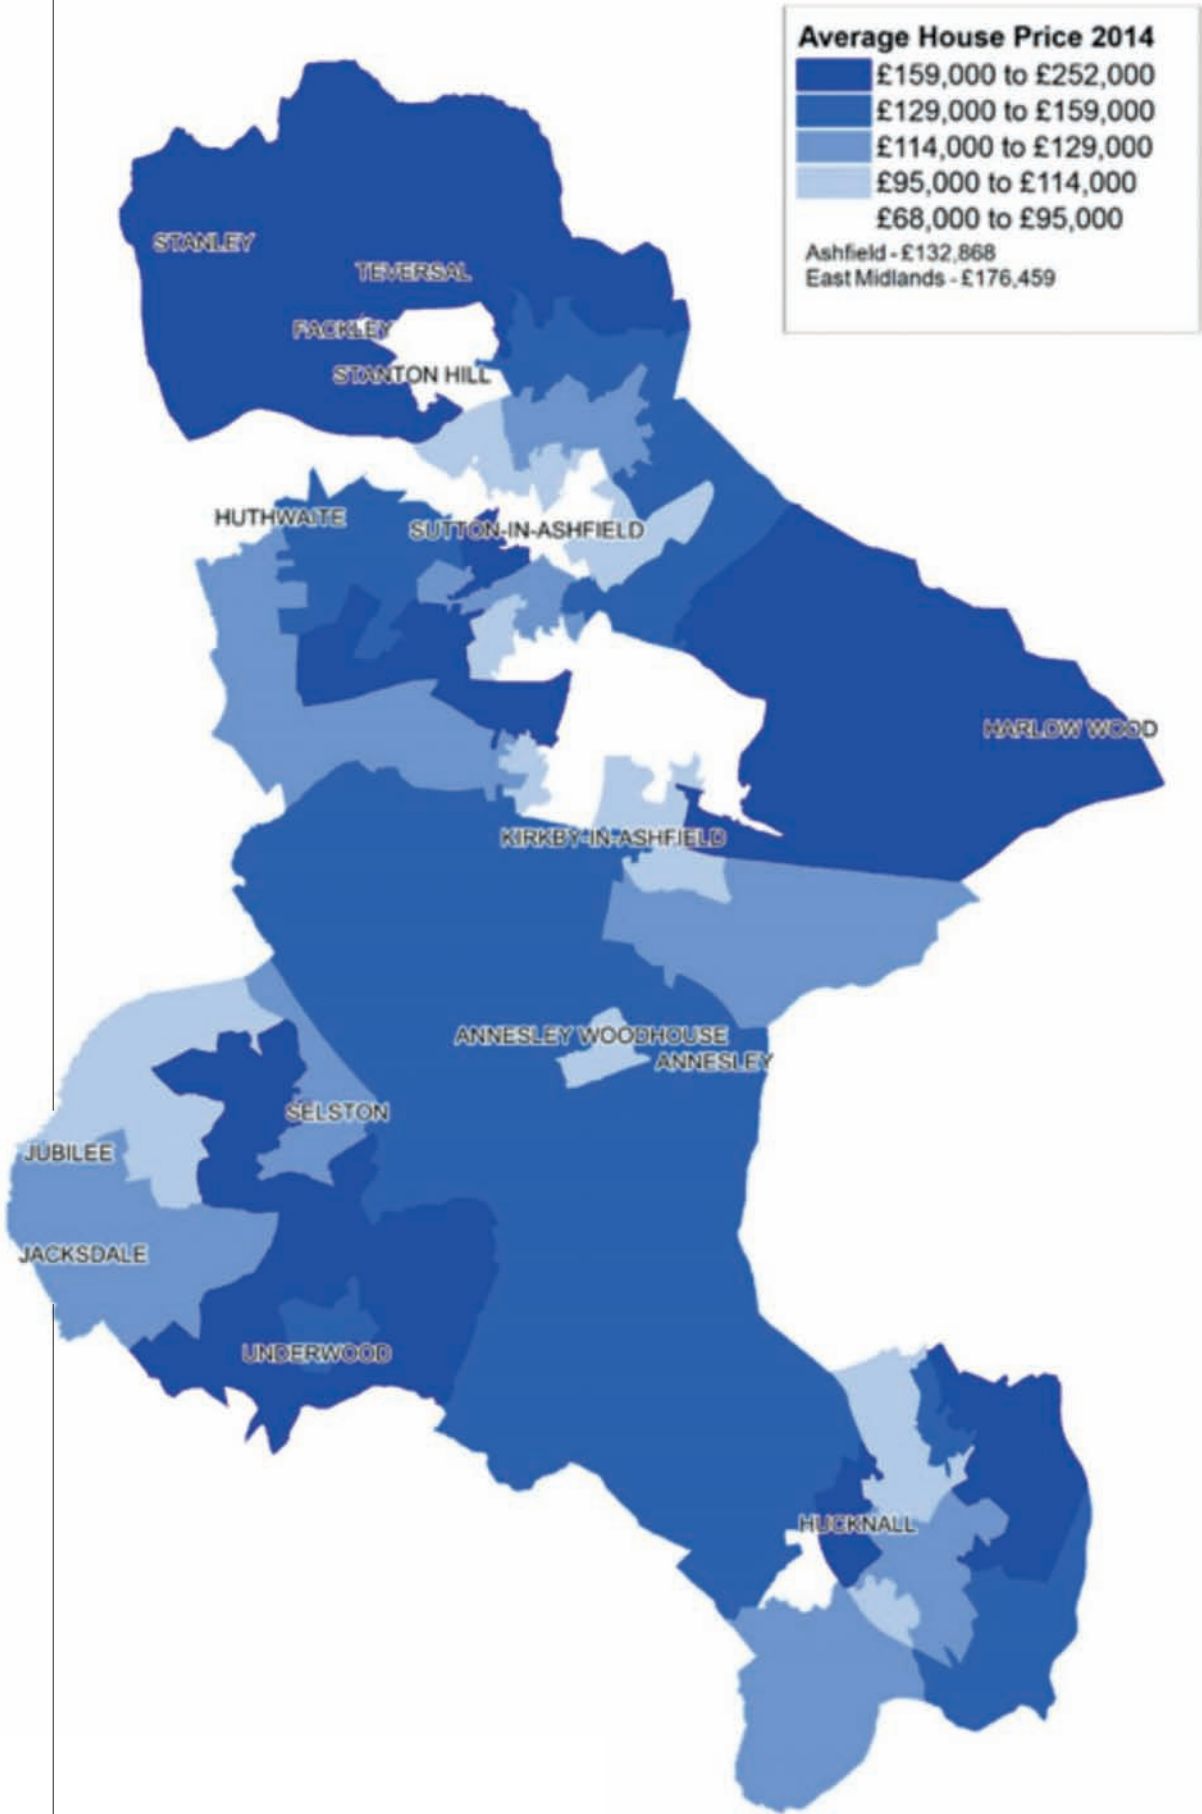 Average House Price 2014
£159,000 to £252,000
£129,000 to £159,000
£114,000 to £129,000
£95,000 to £114,000
£68,000 to £95,000
Ashfield - £132,868
East Midlands - £176,459
STANLEY
TEVERSAL
FACKLEY
STANTON HILL
HUTHWAITE
SUTTON-IN-ASHFIELD
HARLOW WOOD
KIRKBY-IN-ASHFIELD
ANNESLEY WOODHOUSE
ANNESLEY
SELSTON
JUBILEE
JACKSDALE
UNDERWOOD
HUCKNALL